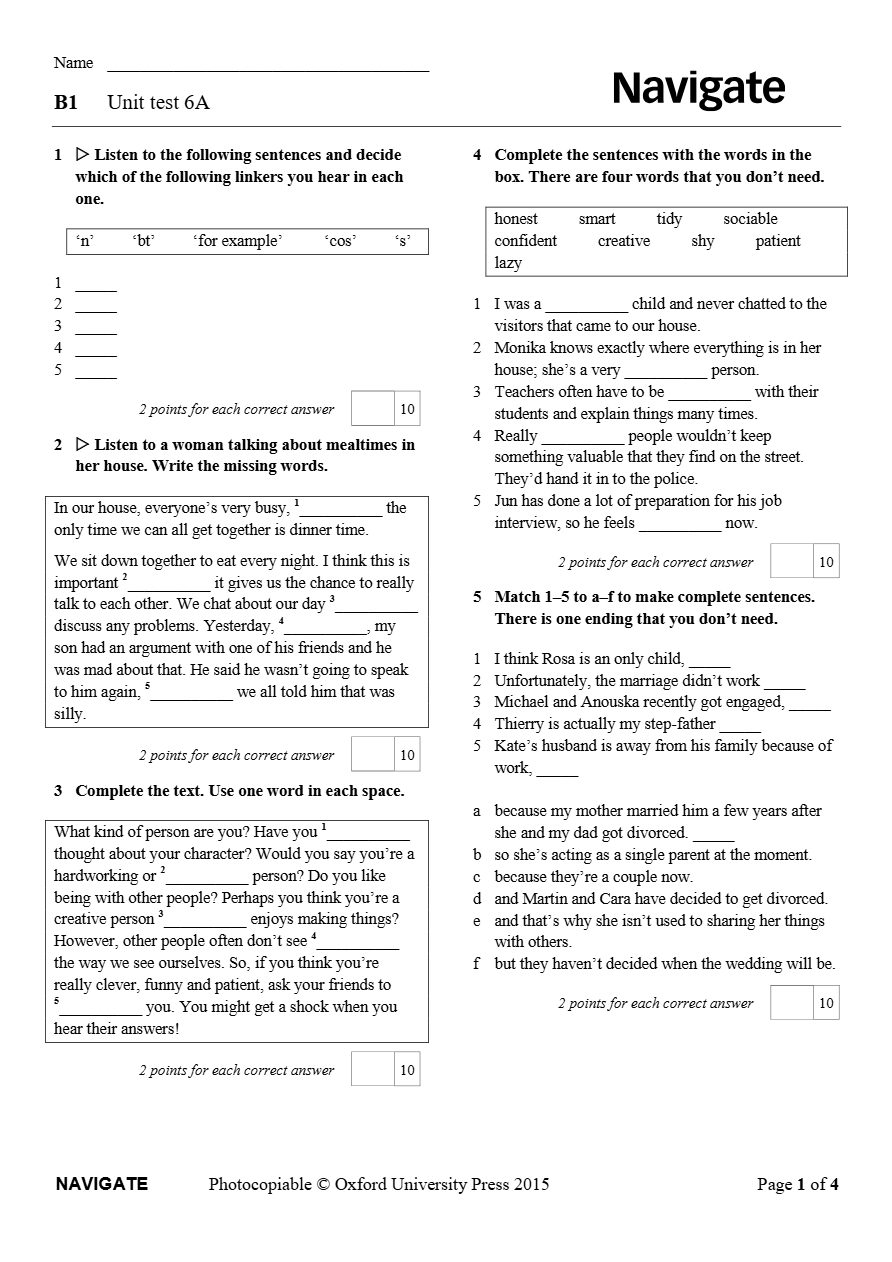 Name ____________________
B1 Unit test 6A
Navigate
1 ▷ Listen to the following sentences and decide
which of the following linkers you hear in each
one.
‘n’ ‘bt’ ‘for example’ ‘cos’ ‘s’
1 _____
2 _____
3 _____
4 _____
5 _____
2 points for each correct answer 10
2 ▷ Listen to a woman talking about mealtimes in
her house. Write the missing words.
In our house, everyone’s very busy, ¹__________ the
only time we can all get together is dinner time.
We sit down together to eat every night. I think this is
important ²__________ it gives us the chance to really
talk to each other. We chat about our day ³__________
discuss any problems. Yesterday, ⁴__________, my
son had an argument with one of his friends and he
was mad about that. He said he wasn’t going to speak
to him again, ⁵__________ we all told him that was
silly.
2 points for each correct answer 10
3 Complete the text. Use one word in each space.
What kind of person are you? Have you ¹__________
thought about your character? Would you say you’re a
hardworking or ²__________ person? Do you like
being with other people? Perhaps you think you’re a
creative person ³__________ enjoys making things?
However, other people often don’t see ⁴__________
the way we see ourselves. So, if you think you’re
really clever, funny and patient, ask your friends to
⁵__________ you. You might get a shock when you
hear their answers!
2 points for each correct answer 10
4 Complete the sentences with the words in the
box. There are four words that you don’t need.
honest smart tidy sociable
confident creative shy patient
lazy
1 I was a __________ child and never chatted to the
visitors that came to our house.
2 Monika knows exactly where everything is in her
house; she’s a very __________ person.
3 Teachers often have to be __________ with their
students and explain things many times.
4 Really __________ people wouldn’t keep
something valuable that they find on the street.
They’d hand it in to the police.
5 Jun has done a lot of preparation for his job
interview, so he feels __________ now.
2 points for each correct answer 10
5 Match 1–5 to a–f to make complete sentences.
There is one ending that you don’t need.
1 I think Rosa is an only child, _____
2 Unfortunately, the marriage didn’t work _____
3 Michael and Anouska recently got engaged, _____
4 Thierry is actually my step-father _____
5 Kate’s husband is away from his family because of
work, _____
a because my mother married him a few years after
she and my dad got divorced. _____
b so she’s acting as a single parent at the moment.
c because they’re a couple now.
d and Martin and Cara have decided to get divorced.
e and that’s why she isn’t used to sharing her things
with others.
f but they haven’t decided when the wedding will be.
2 points for each correct answer 10
NAVIGATE Photocopiable © Oxford University Press 2015 Page 1 of 4